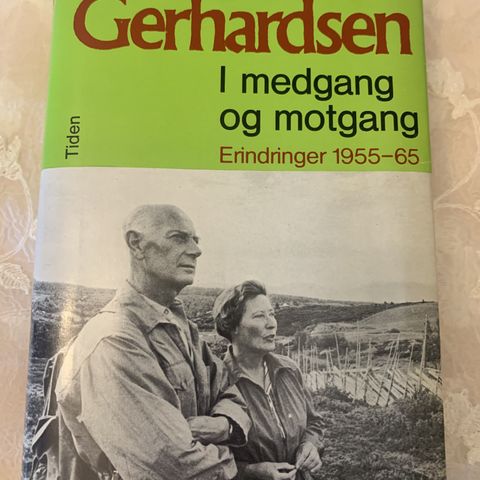 Gerhardsen
I medgang
og motgang
Erindringer 1955–65
Tiden